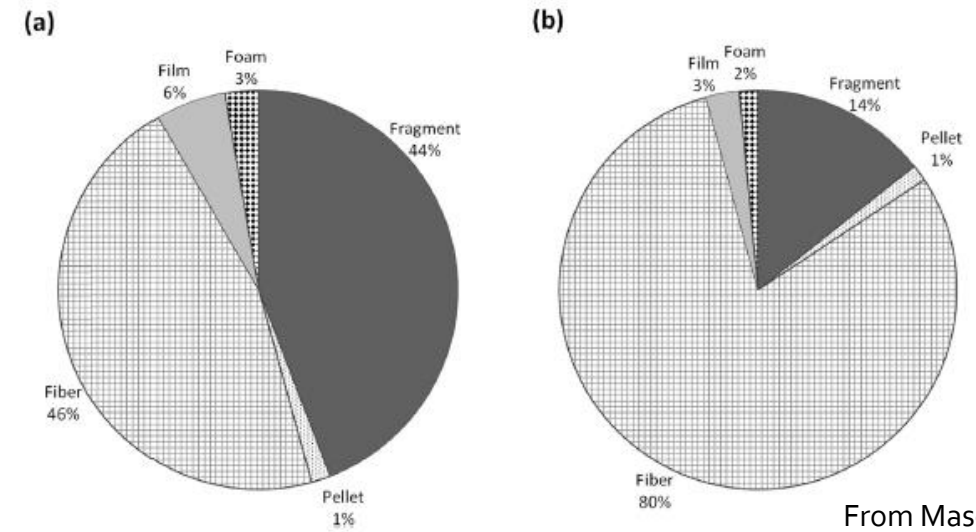 (a)
Foam
3%
Film
6%
Fragment
44%
Fiber
46%
Pellet
1%
(b)
Foam
2%
Film
3%
Fragment
14%
Pellet
1%
Fiber
80%
From Mas